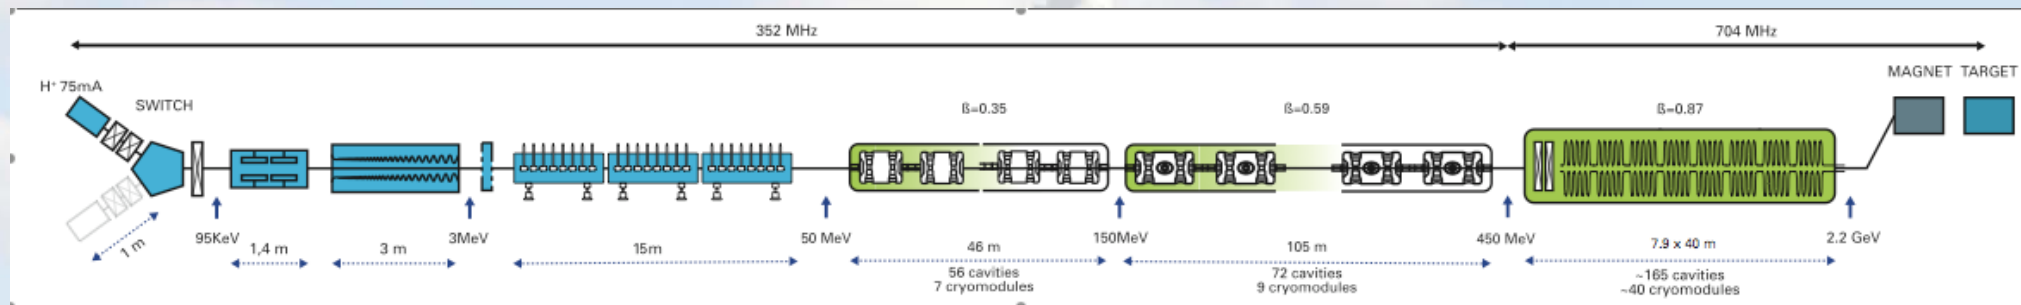 352 MHz
704 MHz
MAGNET TARGET
H⁺ 75mA
SWITCH
ß=0.35
ß=0.59
ß=0.87
1 m
95KeV
1,4 m
3 m
3MeV
15m
50 MeV
46 m
56 cavities
7 cryomodules
150MeV
105 m
72 cavities
9 cryomodules
450 MeV
7.9 x 40 m
~165 cavities
~40 cryomodules
2.2 GeV